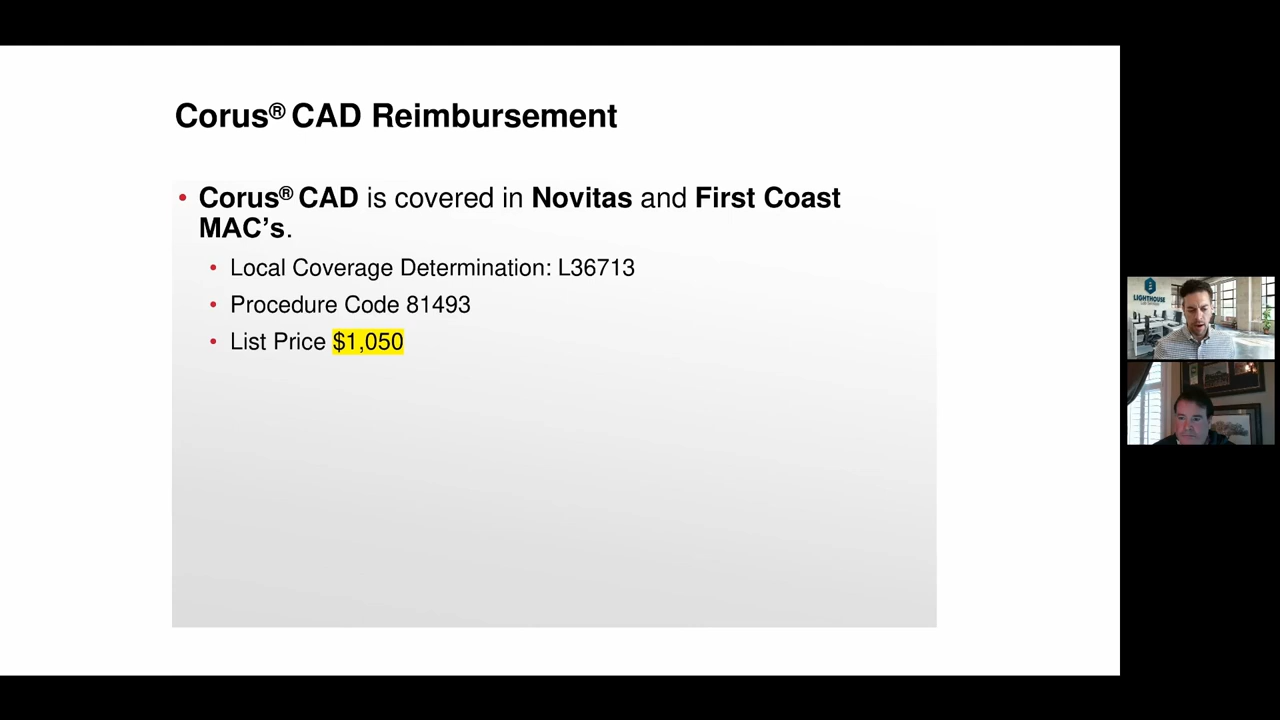 Corus® CAD Reimbursement
• Corus® CAD is covered in Novitas and First Coast
MAC’s.
• Local Coverage Determination: L36713
• Procedure Code 81493
• List Price $1,050
LIGHTHOUSE